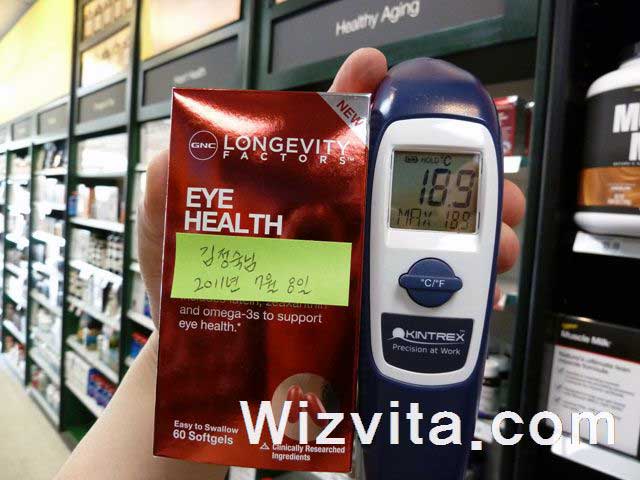 Healthy Aging
NEW
GNC LONGEVITY
FACTORS
EYE
HEALTH
김정숙님
2011년 7월 8일
and omega-3s to support
eye health.*
Easy to Swallow
60 Softgels
Clinically Researched
Ingredients
HOLD °C
18.9
MAX 18.9
°C/°F
KINTREX
Precision at Work
Muscle Milk
Wizvita.com